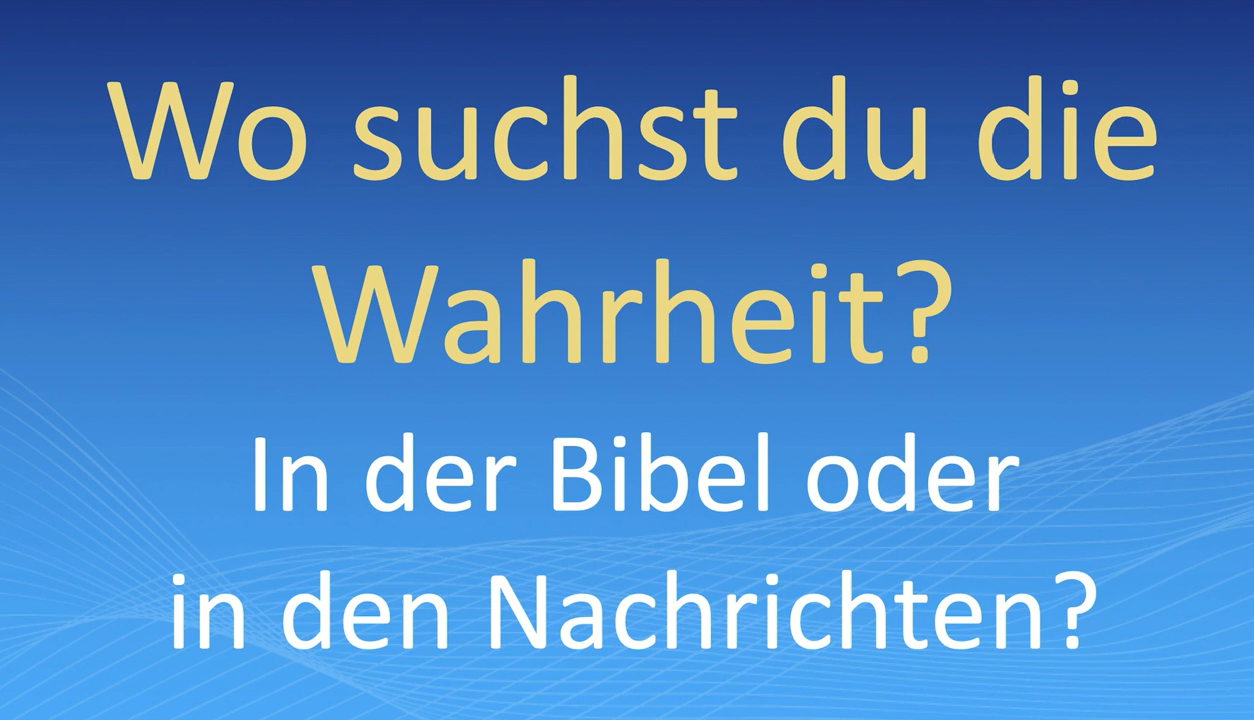 Wo suchst du die
Wahrheit?
In der Bibel oder
in den Nachrichten?